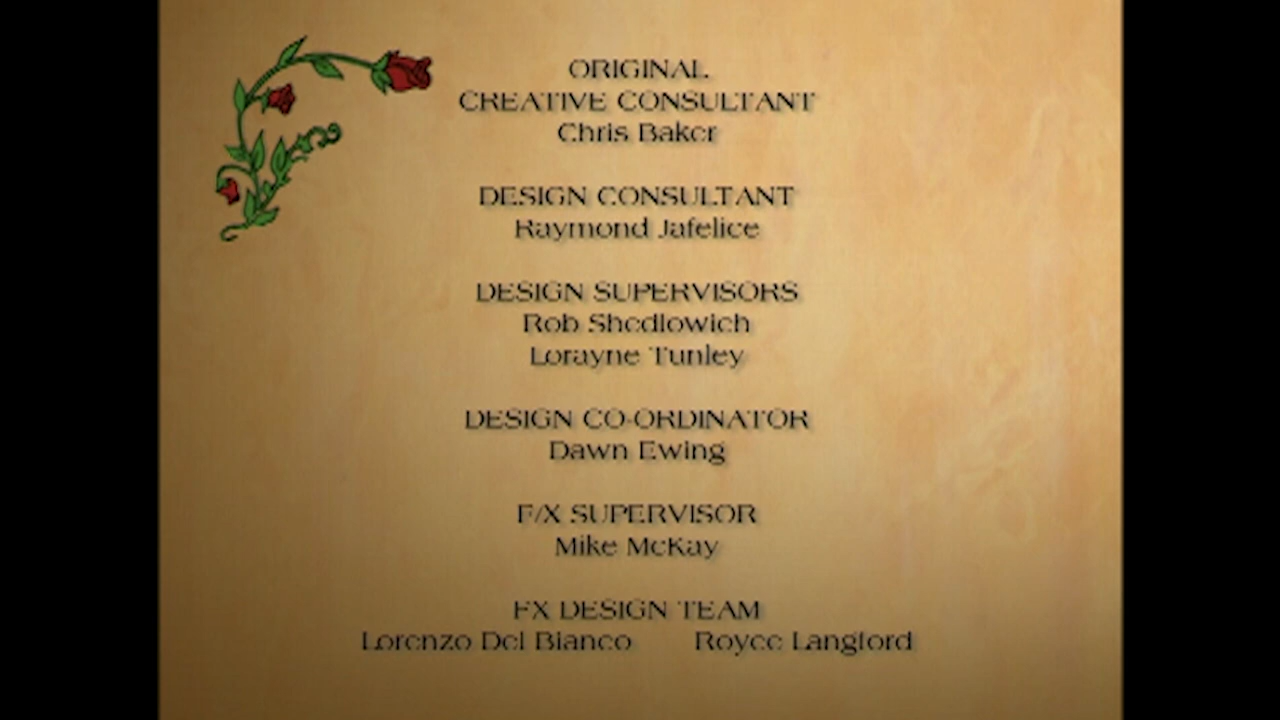 ORIGINAL
CREATIVE CONSULTANT
Chris Baker
DESIGN CONSULTANT
Raymond Jafelice
DESIGN SUPERVISORS
Rob Shedlowich
Lorayne Tunley
DESIGN CO-ORDINATOR
Dawn Ewing
F/X SUPERVISOR
Mike McKay
FX DESIGN TEAM
Lorenzo Del Bianco Royce Langford